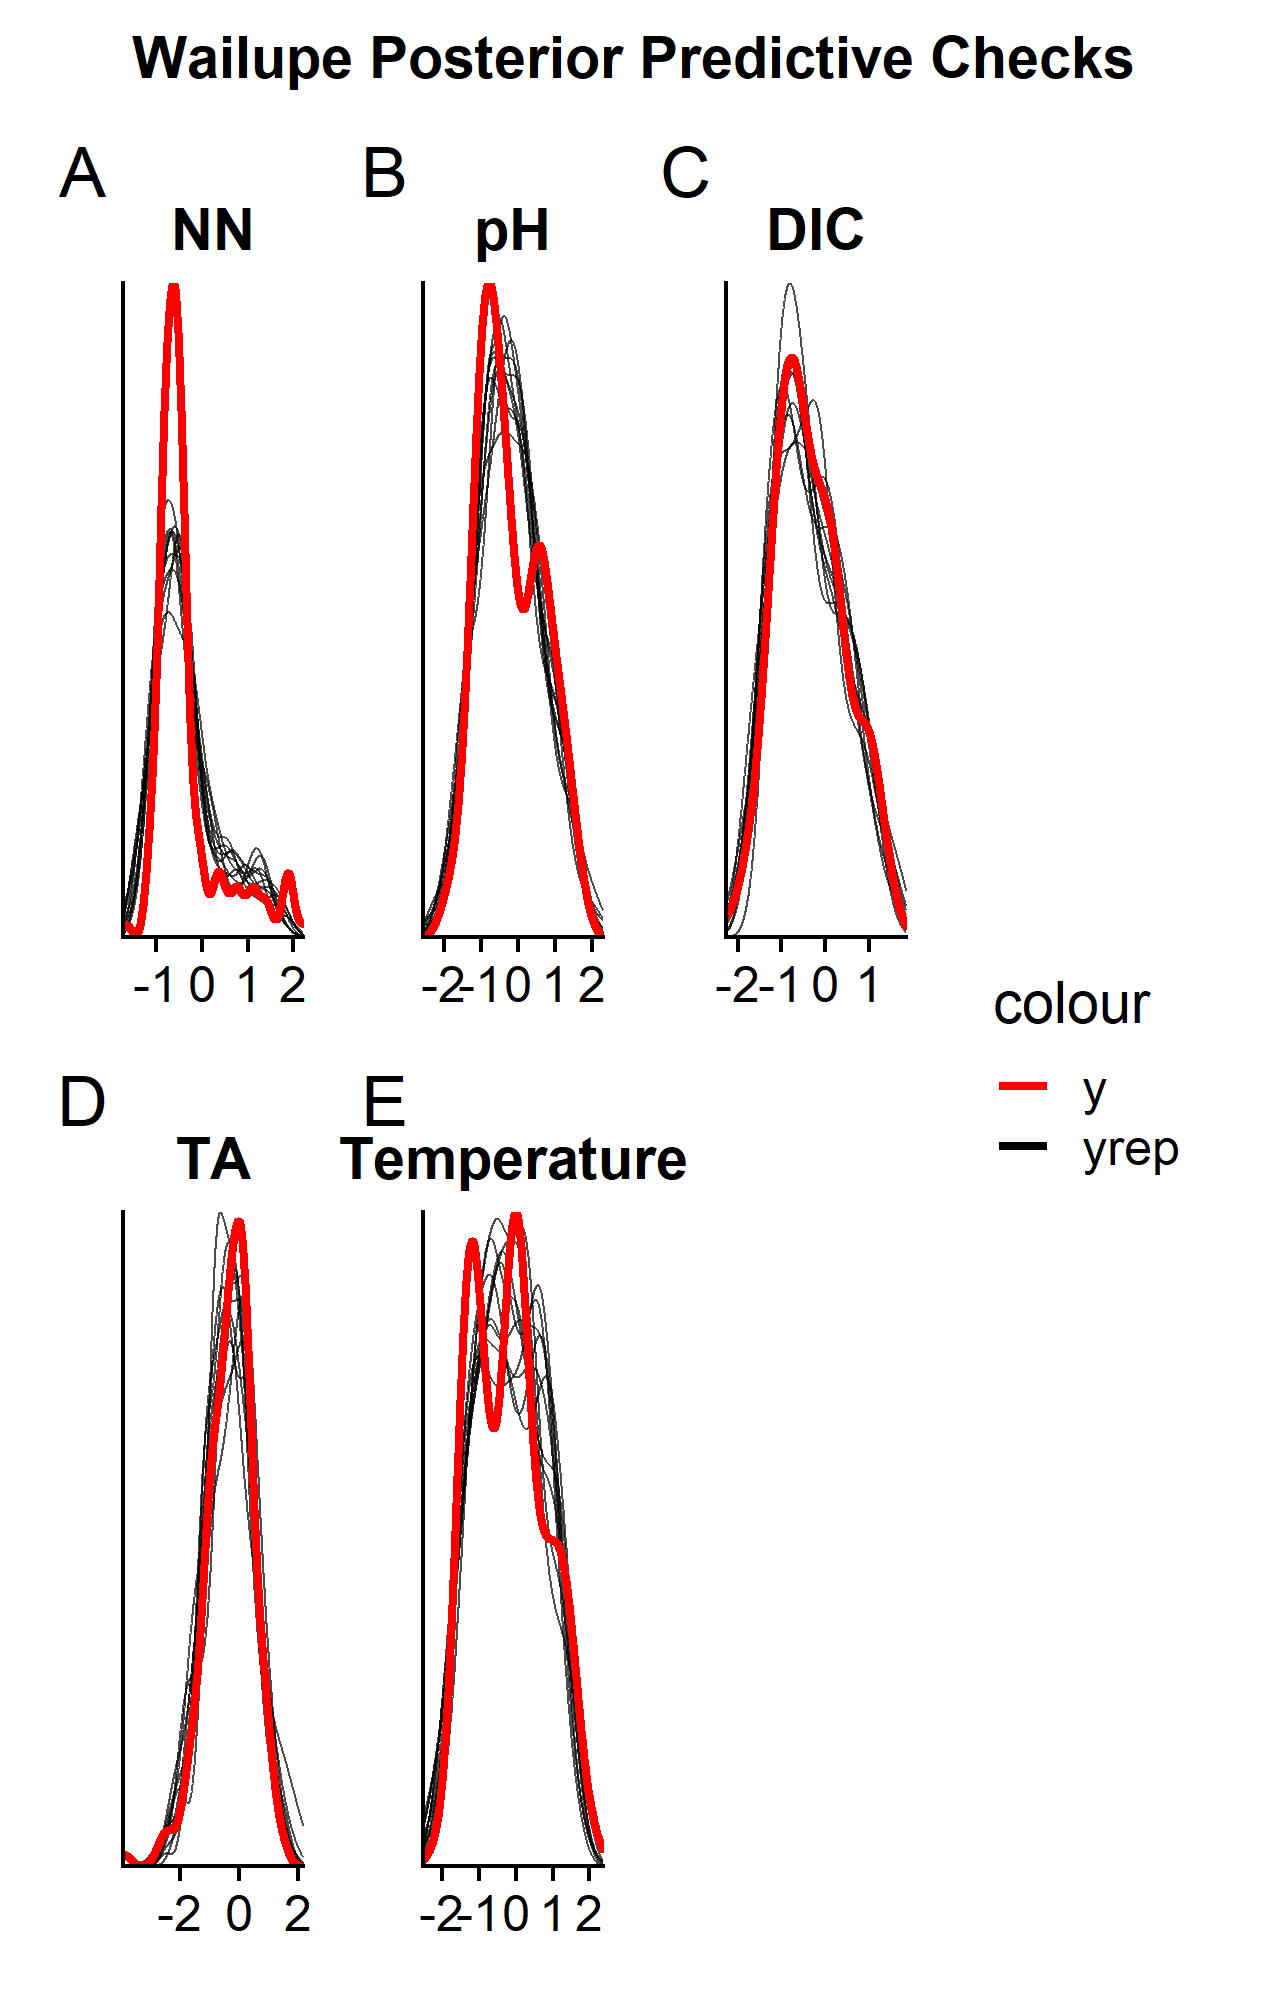 Wailupe Posterior Predictive Checks
A
NN
-1 0 1 2
B
pH
-2 -1 0 1 2
C
DIC
-2 -1 0 1
colour
y
yrep
D
TA
-2 0 2
E
Temperature
-2 -1 0 1 2